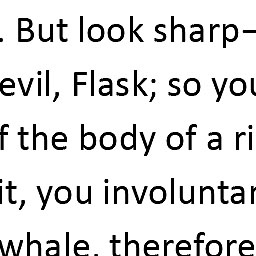 . But look sharp–
evil, Flask; so you
f the body of a ri
it, you involuntar
whale, therefore